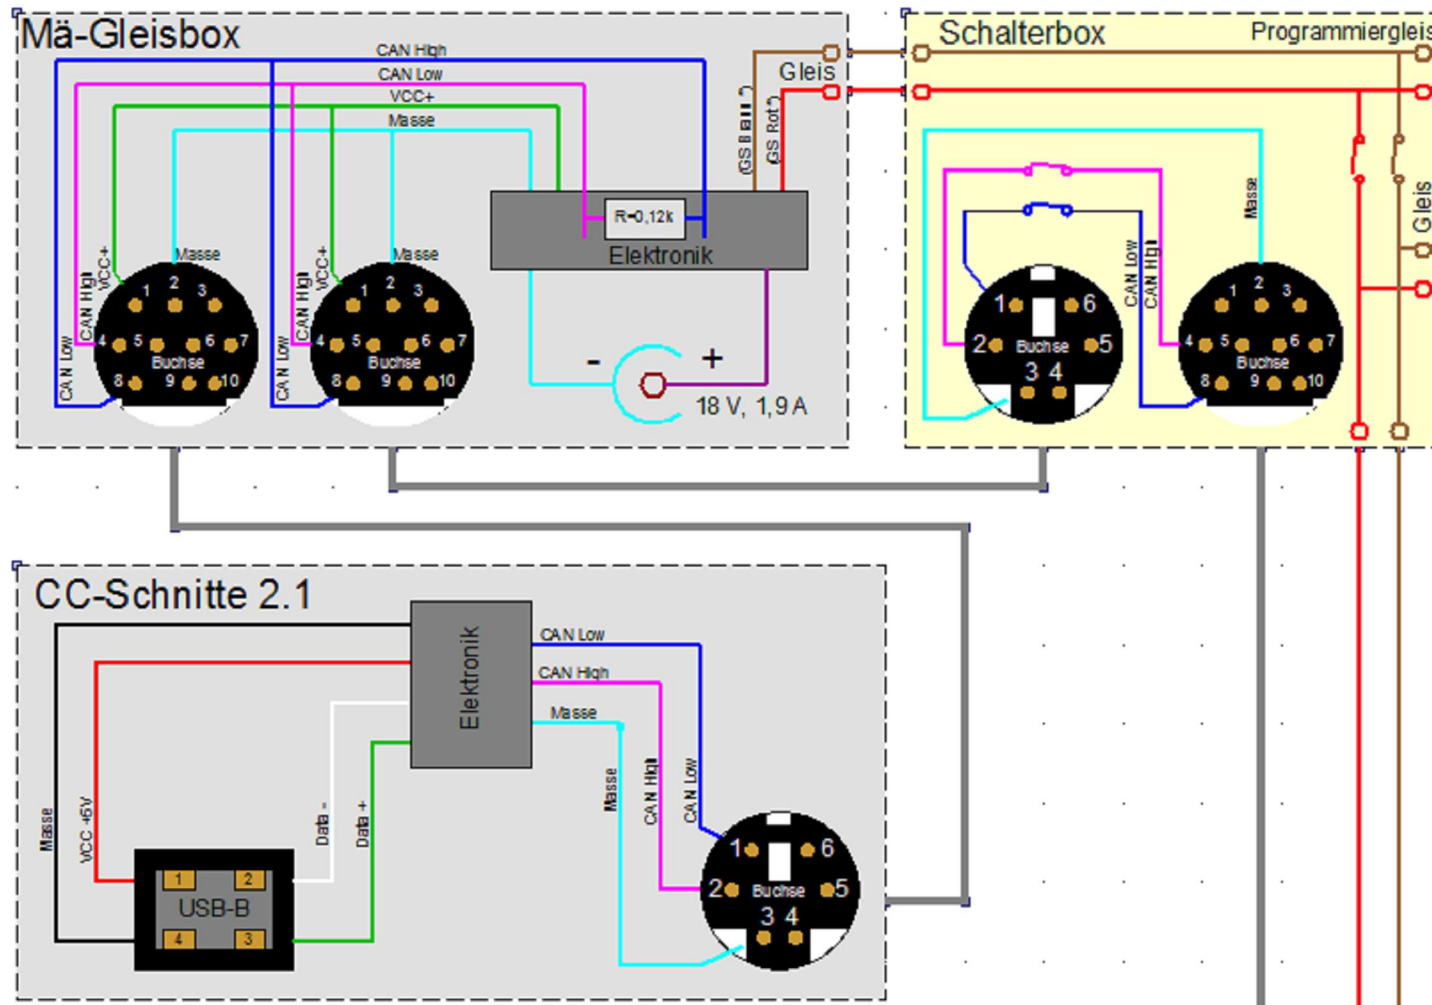 Mä-Gleisbox
CAN High
CAN Low
VCC+
Masse
Gleis
(GS Rot*)
R=0,12k
Elektronik
Masse
VCC+
CAN High
CAN Low
1 2 3
4 5 6 7
Buchse
8 9 10
Masse
VCC+
CAN High
CAN Low
1 2 3
4 5 6 7
Buchse
8 9 10
- +
18 V, 1,9 A
Schalterbox
Programmiergleis
Masse
Gleis
CAN Low
CAN High
1 6
2 Buchse 5
3 4
1 2 3
4 5 6 7
Buchse
8 9 10
CC-Schnitte 2.1
Elektronik
CAN Low
CAN High
Masse
Masse
VCC +5V
Data -
Data +
Masse
CAN High
CAN Low
1 2
USB-B
4 3
1 6
2 Buchse 5
3 4